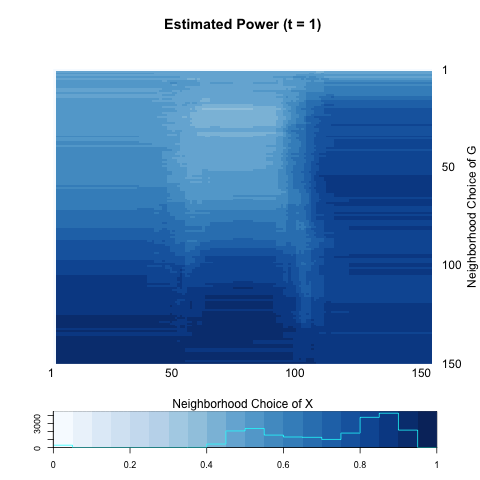 Estimated Power (t = 1)
1
50
100
150
Neighborhood Choice of G
1 50 100 150
Neighborhood Choice of X
0 3000
0 0.2 0.4 0.6 0.8 1